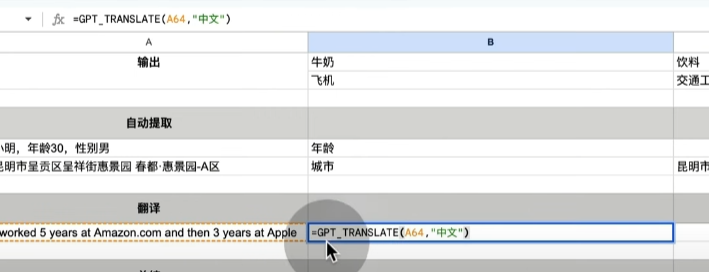 fx =GPT_TRANSLATE(A64,"中文")
A B
输出 牛奶 饮料
飞机 交通工
自动提取
小明，年龄30，性别男 年龄
昆明市呈贡区呈祥街惠景园 春都·惠景园-A区 城市 昆明市
翻译
worked 5 years at Amazon.com and then 3 years at Apple =GPT_TRANSLATE(A64,"中文")